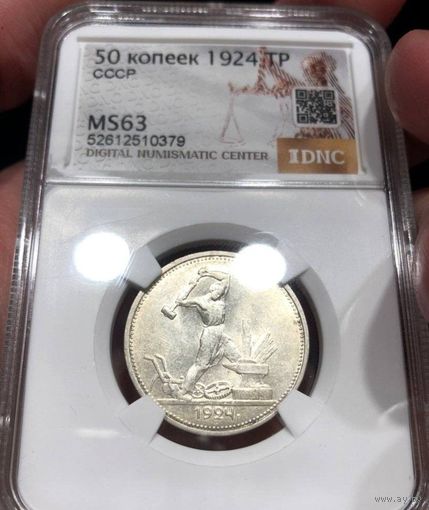 50 копеек 1924 ТР
СССР
MS63
52612510379
DIGITAL NUMISMATIC CENTER
IDNC
1924
www.ay.by